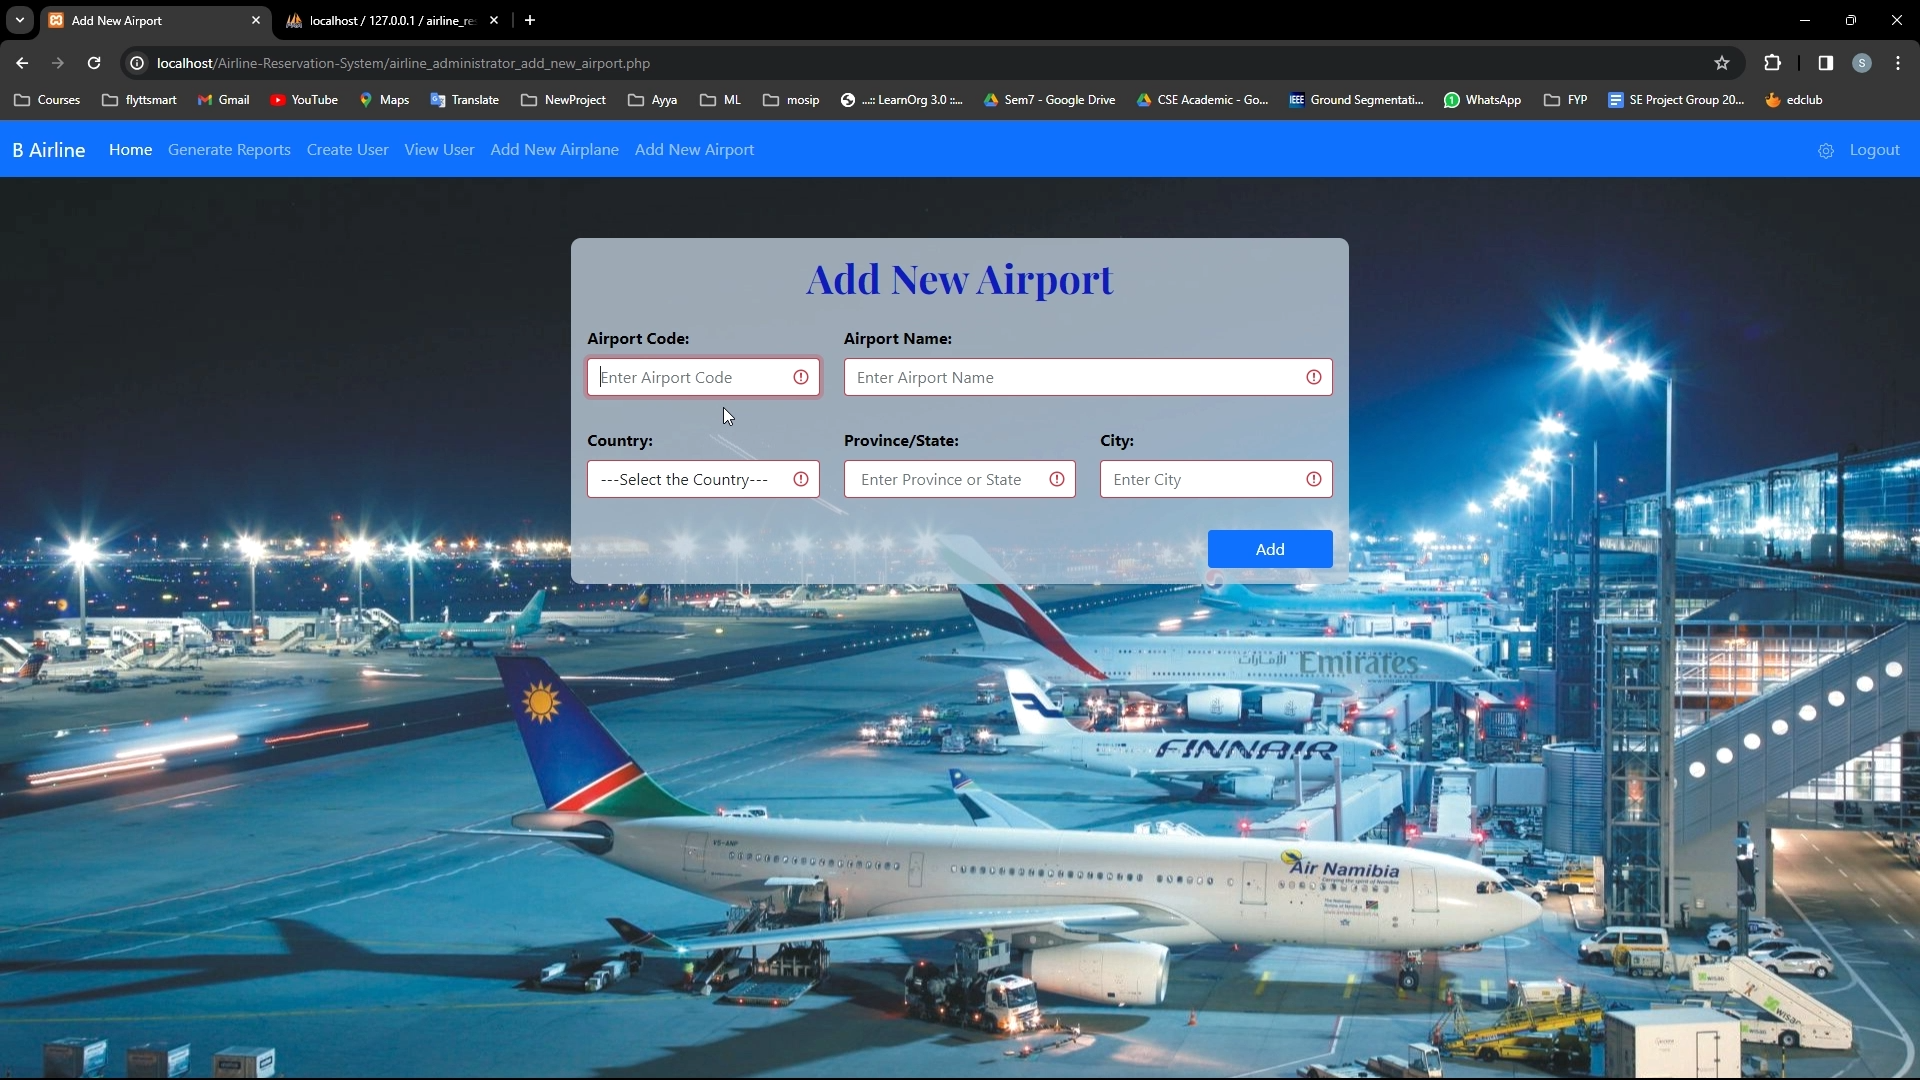 Add New Airport
localhost / 127.0.0.1 / airline_re
localhost/Airline-Reservation-System/airline_administrator_add_new_airport.php
S
Courses flyttsmart Gmail YouTube Maps Translate NewProject Ayya ML mosip ...:: LearnOrg 3.0 ::... Sem7 - Google Drive CSE Academic - Go... IEEE Ground Segmentati... WhatsApp FYP SE Project Group 20... edclub
B Airline Home Generate Reports Create User View User Add New Airplane Add New Airport Logout
Add New Airport
Airport Code: Airport Name:
Enter Airport Code Enter Airport Name
Country: Province/State: City:
---Select the Country--- Enter Province or State Enter City
Add
الإمارات Emirates
FINNAIR
V5-ANP
Air Namibia